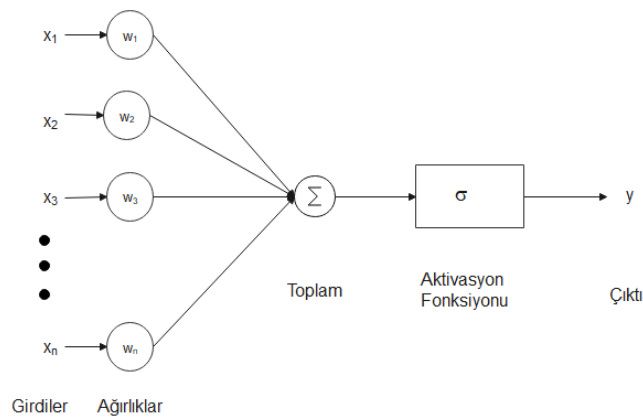 x₁ w₁
x₂ w₂
x₃ w₃ Σ σ y
Toplam
Aktivasyon
Fonksiyonu
Çıktı
xₙ wₙ
Girdiler Ağırlıklar